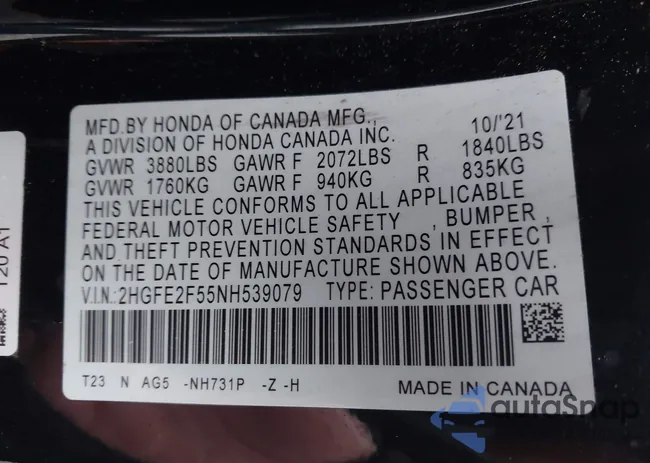 MFD.BY HONDA OF CANADA MFG., 10/'21
A DIVISION OF HONDA CANADA INC.
GVWR 3880LBS GAWR F 2072LBS R 1840LBS
GVWR 1760KG GAWR F 940KG R 835KG
THIS VEHICLE CONFORMS TO ALL APPLICABLE
FEDERAL MOTOR VEHICLE SAFETY , BUMPER ,
AND THEFT PREVENTION STANDARDS IN EFFECT
ON THE DATE OF MANUFACTURE SHOWN ABOVE.
V.I.N.:2HGFE2F55NH539079 TYPE: PASSENGER CAR
T23 N AG5 -NH731P -Z -H MADE IN CANADA
T20 A1
autoSnap